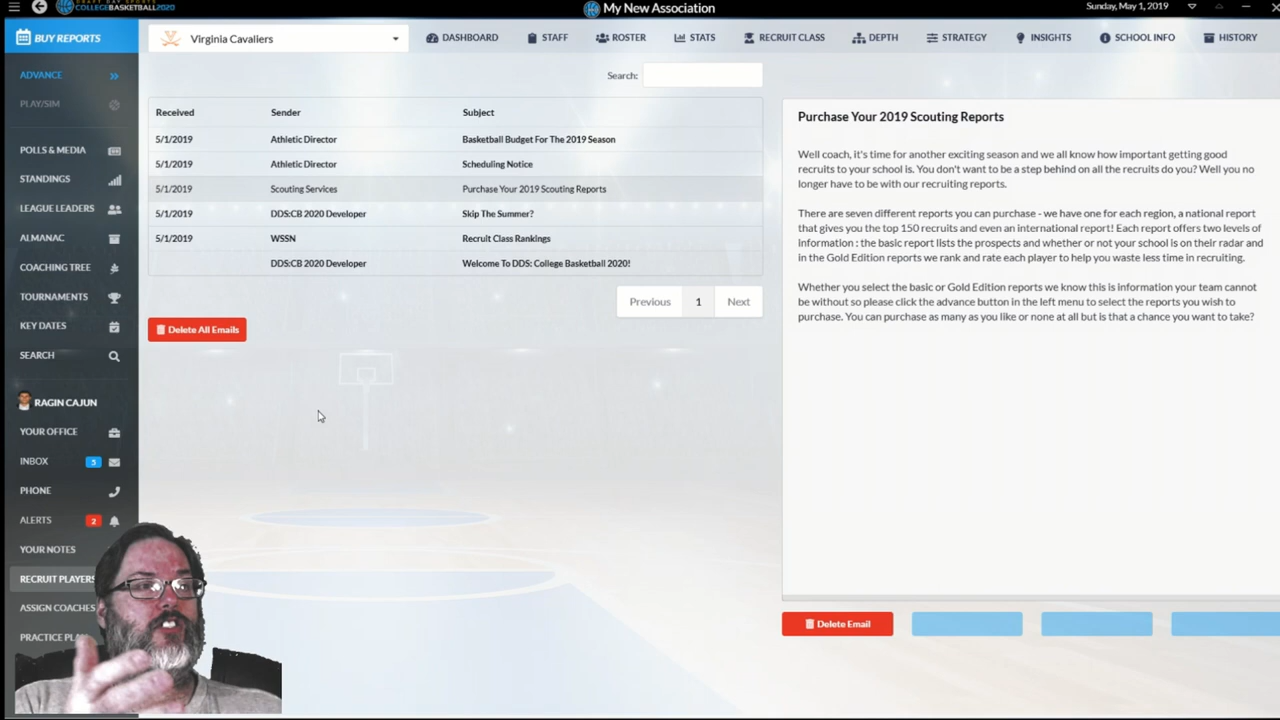 DRAFT DAY SPORTS
COLLEGE BASKETBALL 2020
My New Association
Sunday, May 1, 2019
BUY REPORTS
Virginia Cavaliers
DASHBOARD
STAFF
ROSTER
STATS
RECRUIT CLASS
DEPTH
STRATEGY
INSIGHTS
SCHOOL INFO
HISTORY
ADVANCE
PLAY/SIM
POLLS & MEDIA
STANDINGS
LEAGUE LEADERS
ALMANAC
COACHING TREE
TOURNAMENTS
KEY DATES
SEARCH
RAGIN CAJUN
YOUR OFFICE
INBOX 5
PHONE
ALERTS 2
YOUR NOTES
RECRUIT PLAYERS
ASSIGN COACHES
PRACTICE
Search:
Received Sender Subject
5/1/2019 Athletic Director Basketball Budget For The 2019 Season
5/1/2019 Athletic Director Scheduling Notice
5/1/2019 Scouting Services Purchase Your 2019 Scouting Reports
5/1/2019 DDS:CB 2020 Developer Skip The Summer?
5/1/2019 WSSN Recruit Class Rankings
DDS:CB 2020 Developer Welcome To DDS: College Basketball 2020!
Previous 1 Next
Delete All Emails
Purchase Your 2019 Scouting Reports
Well coach, it's time for another exciting season and we all know how important getting good
recruits to your school is. You don't want to be a step behind on all the recruits do you? Well you no
longer have to be with our recruiting reports.
There are seven different reports you can purchase - we have one for each region, a national report
that gives you the top 150 recruits and even an international report! Each report offers two levels of
information : the basic report lists the prospects and whether or not your school is on their radar and
in the Gold Edition reports we rank and rate each player to help you waste less time in recruiting.
Whether you select the basic or Gold Edition reports we know this is information your team cannot
be without so please click the advance button in the left menu to select the reports you wish to
purchase. You can purchase as many as you like or none at all but is that a chance you want to take?
Delete Email